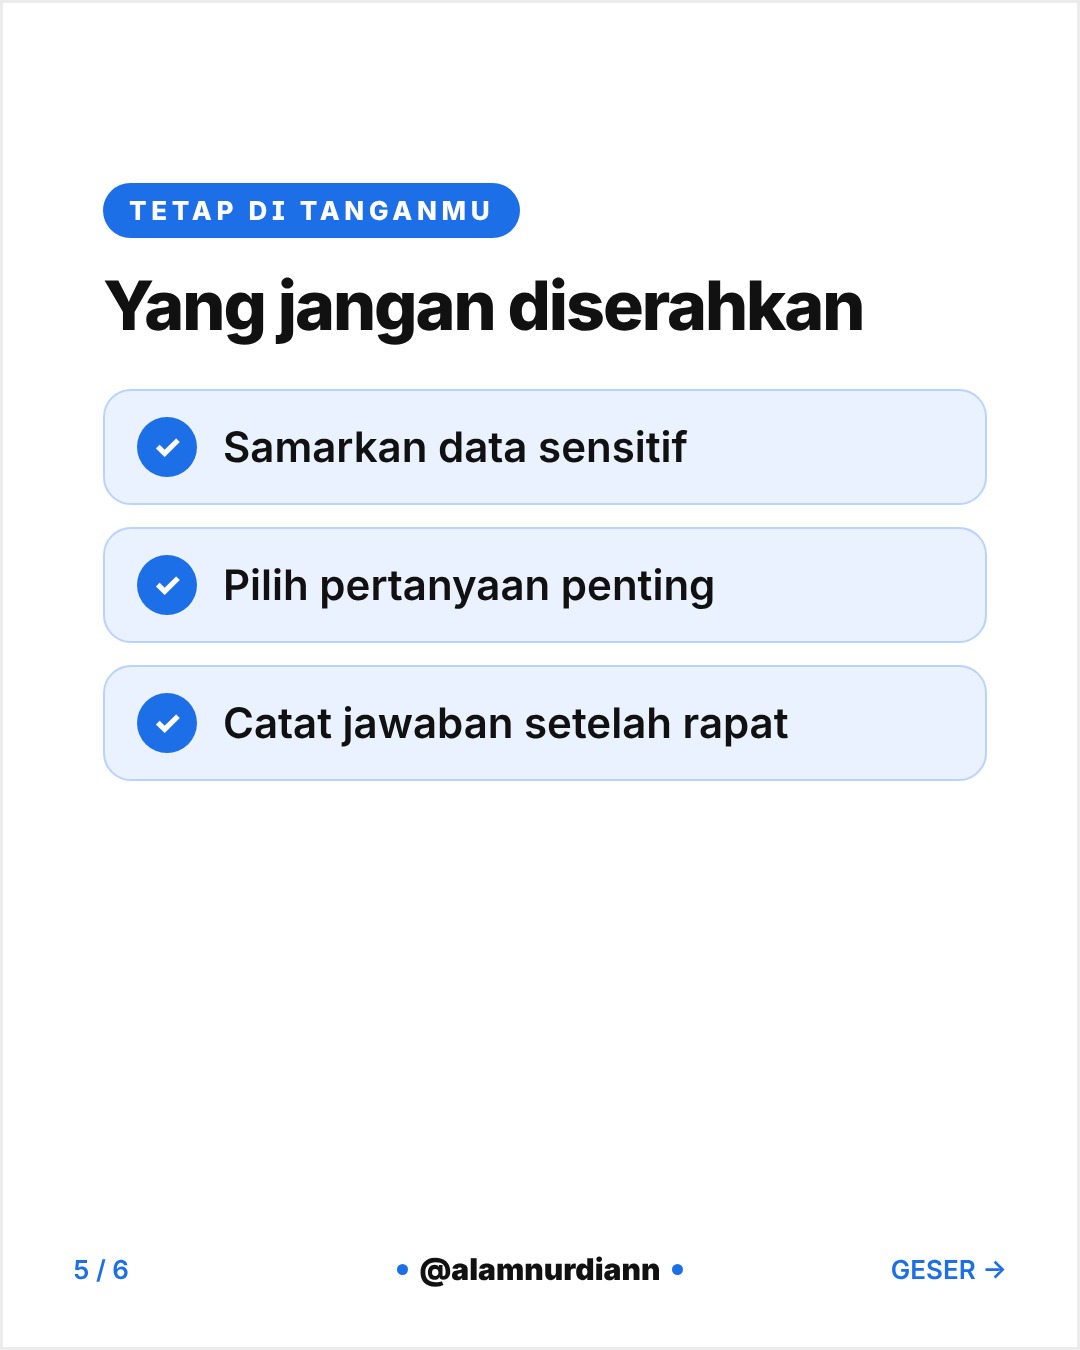 TETAP DI TANGANMU
Yang jangan diserahkan
Samarkan data sensitif
Pilih pertanyaan penting
Catat jawaban setelah rapat
5 / 6
• @alamnurdiann •
GESER →